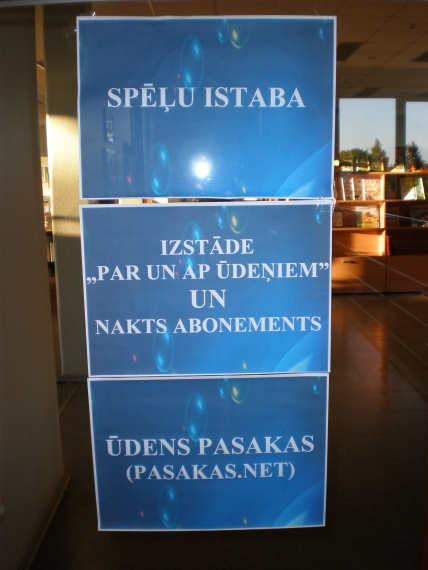 SPĒĻU ISTABA
IZSTĀDE
„PAR UN AP ŪDEŅIEM”
UN
NAKTS ABONEMENTS
ŪDENS PASAKAS
(PASAKAS.NET)